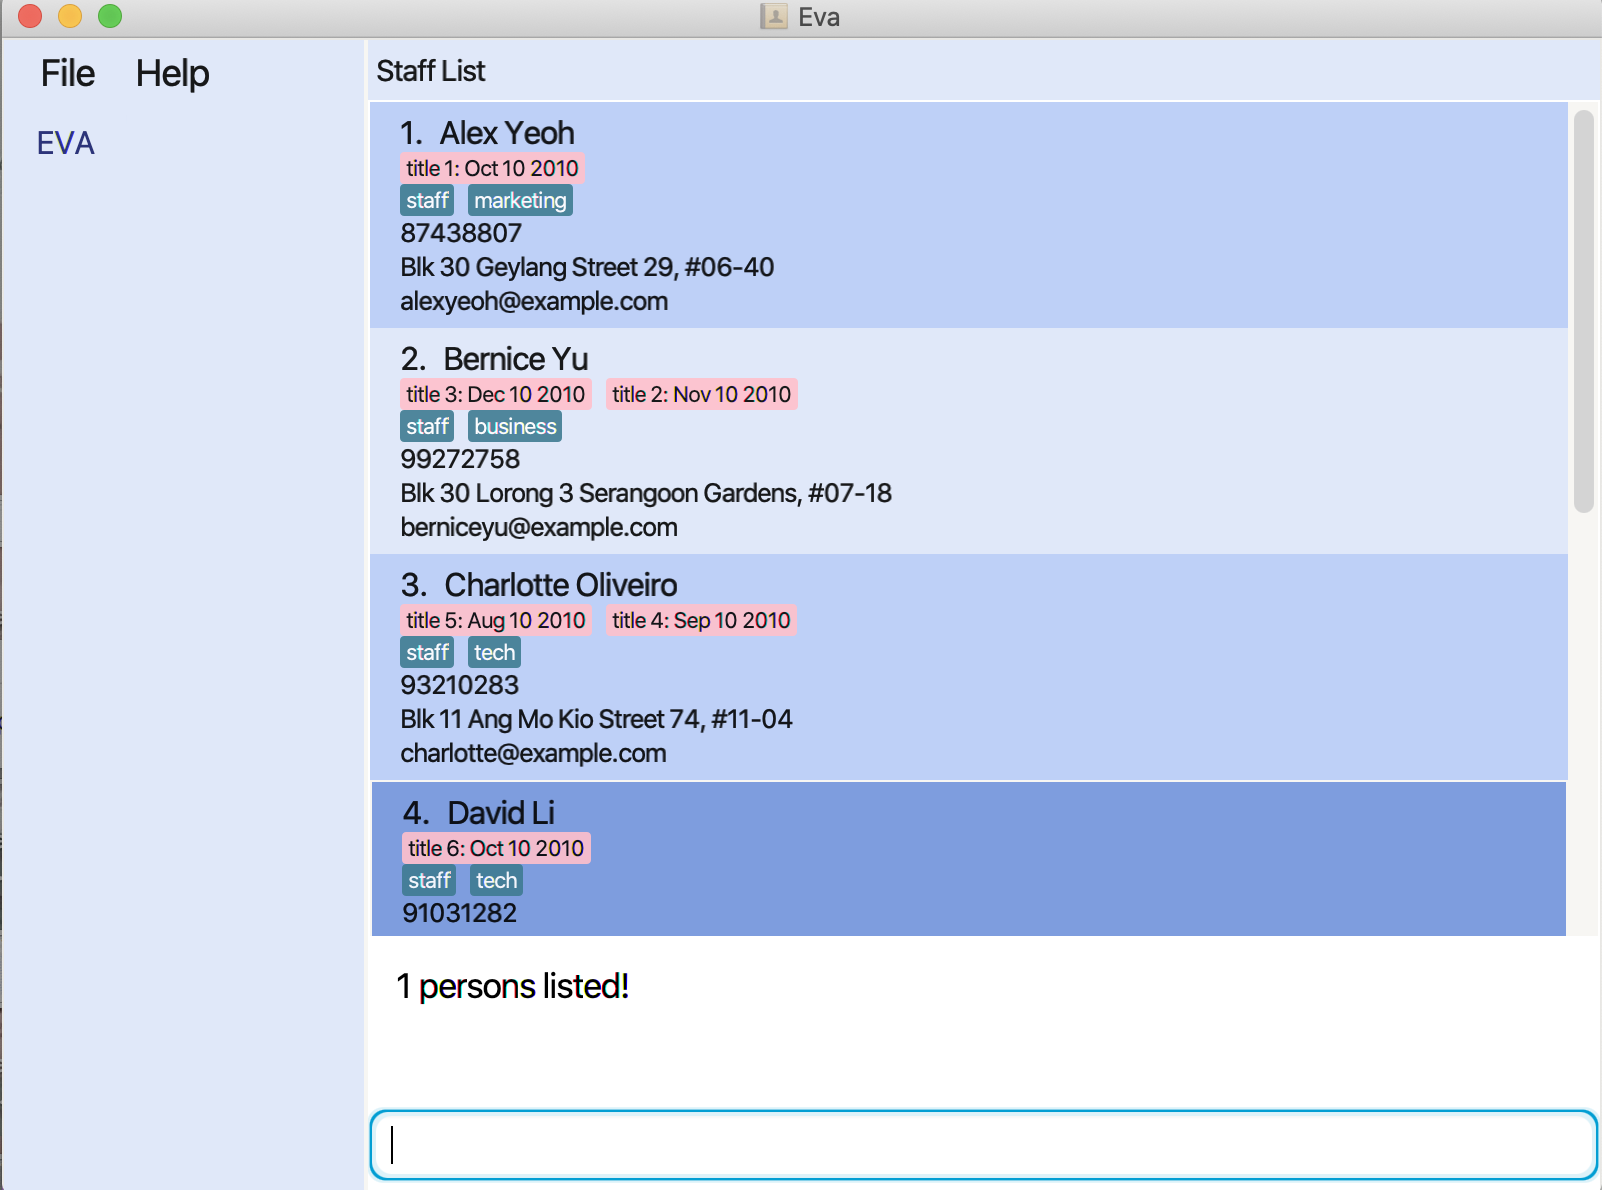 Eva
File Help
EVA
Staff List
1. Alex Yeoh
title 1: Oct 10 2010
staff marketing
87438807
Blk 30 Geylang Street 29, #06-40
alexyeoh@example.com
2. Bernice Yu
title 3: Dec 10 2010 title 2: Nov 10 2010
staff business
99272758
Blk 30 Lorong 3 Serangoon Gardens, #07-18
berniceyu@example.com
3. Charlotte Oliveiro
title 5: Aug 10 2010 title 4: Sep 10 2010
staff tech
93210283
Blk 11 Ang Mo Kio Street 74, #11-04
charlotte@example.com
4. David Li
title 6: Oct 10 2010
staff tech
91031282
1 persons listed!